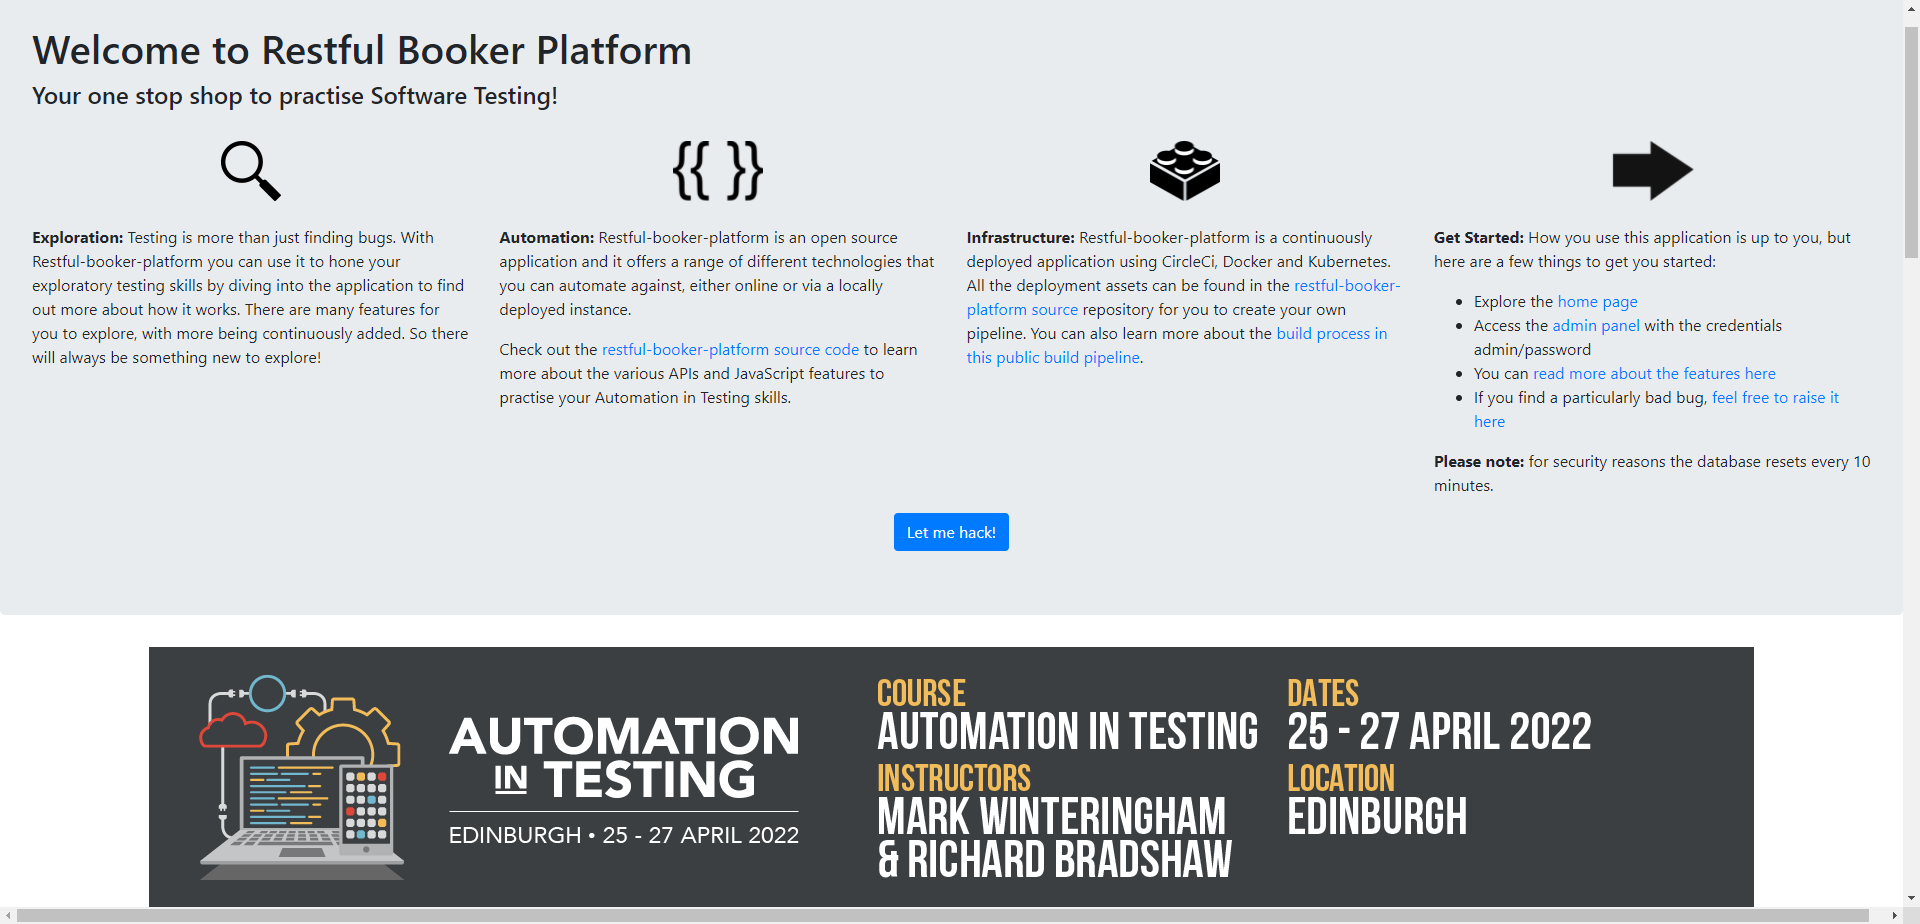 Welcome to Restful Booker Platform
Your one stop shop to practise Software Testing!
{{ }}
Exploration: Testing is more than just finding bugs. With
Restful-booker-platform you can use it to hone your
exploratory testing skills by diving into the application to find
out more about how it works. There are many features for
you to explore, with more being continuously added. So there
will always be something new to explore!
Automation: Restful-booker-platform is an open source
application and it offers a range of different technologies that
you can automate against, either online or via a locally
deployed instance.
Check out the restful-booker-platform source code to learn
more about the various APIs and JavaScript features to
practise your Automation in Testing skills.
Infrastructure: Restful-booker-platform is a continuously
deployed application using CircleCi, Docker and Kubernetes.
All the deployment assets can be found in the restful-booker-
platform source repository for you to create your own
pipeline. You can also learn more about the build process in
this public build pipeline.
Get Started: How you use this application is up to you, but
here are a few things to get you started:
• Explore the home page
• Access the admin panel with the credentials
admin/password
• You can read more about the features here
• If you find a particularly bad bug, feel free to raise it
here
Please note: for security reasons the database resets every 10
minutes.
Let me hack!
AUTOMATION
IN TESTING
EDINBURGH • 25 - 27 APRIL 2022
COURSE
AUTOMATION IN TESTING
INSTRUCTORS
MARK WINTERINGHAM
& RICHARD BRADSHAW
DATES
25 - 27 APRIL 2022
LOCATION
EDINBURGH